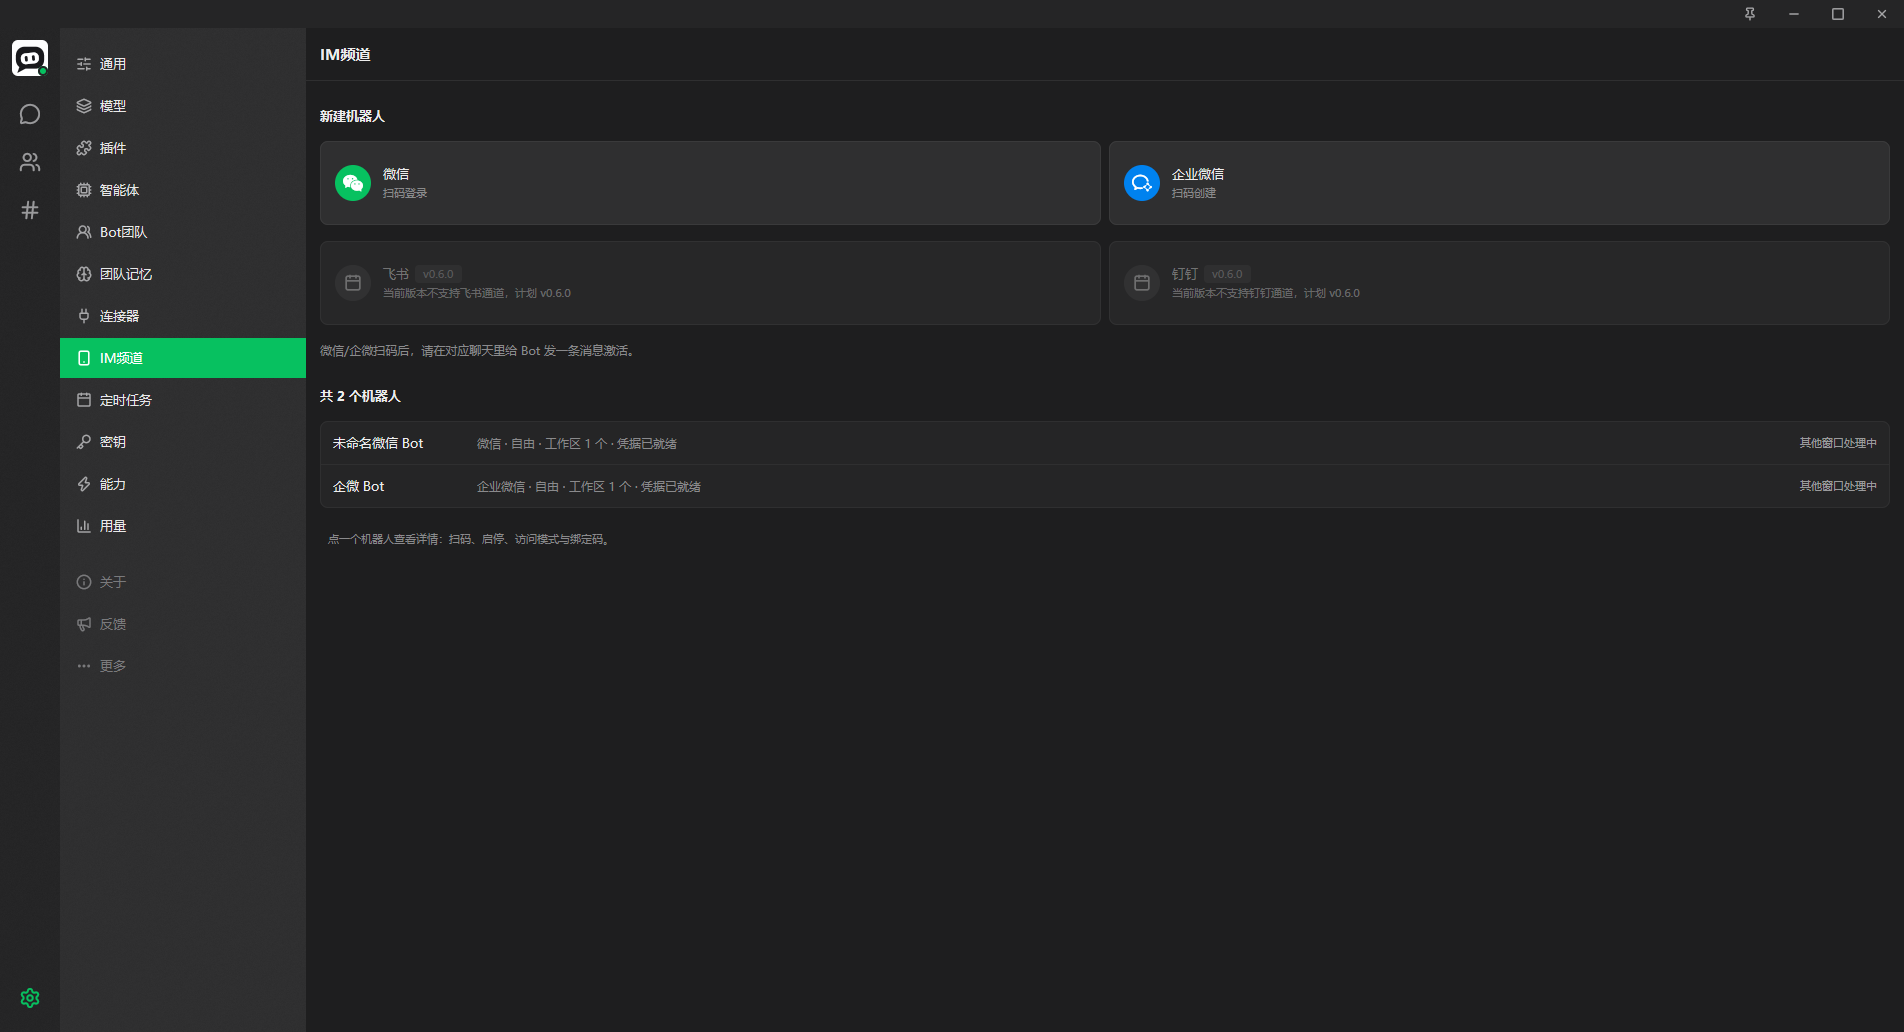 IM频道
通用
模型
插件
智能体
Bot团队
团队记忆
连接器
IM频道
定时任务
密钥
能力
用量
关于
反馈
更多
新建机器人
微信
扫码登录
企业微信
扫码创建
飞书 v0.6.0
当前版本不支持飞书通道，计划 v0.6.0
钉钉 v0.6.0
当前版本不支持钉钉通道，计划 v0.6.0
微信/企微扫码后，请在对应聊天里给 Bot 发一条消息激活。
共 2 个机器人
未命名微信 Bot 微信 · 自由 · 工作区 1 个 · 凭据已就绪 其他窗口处理中
企微 Bot 企业微信 · 自由 · 工作区 1 个 · 凭据已就绪 其他窗口处理中
点一个机器人查看详情：扫码、启停、访问模式与绑定码。